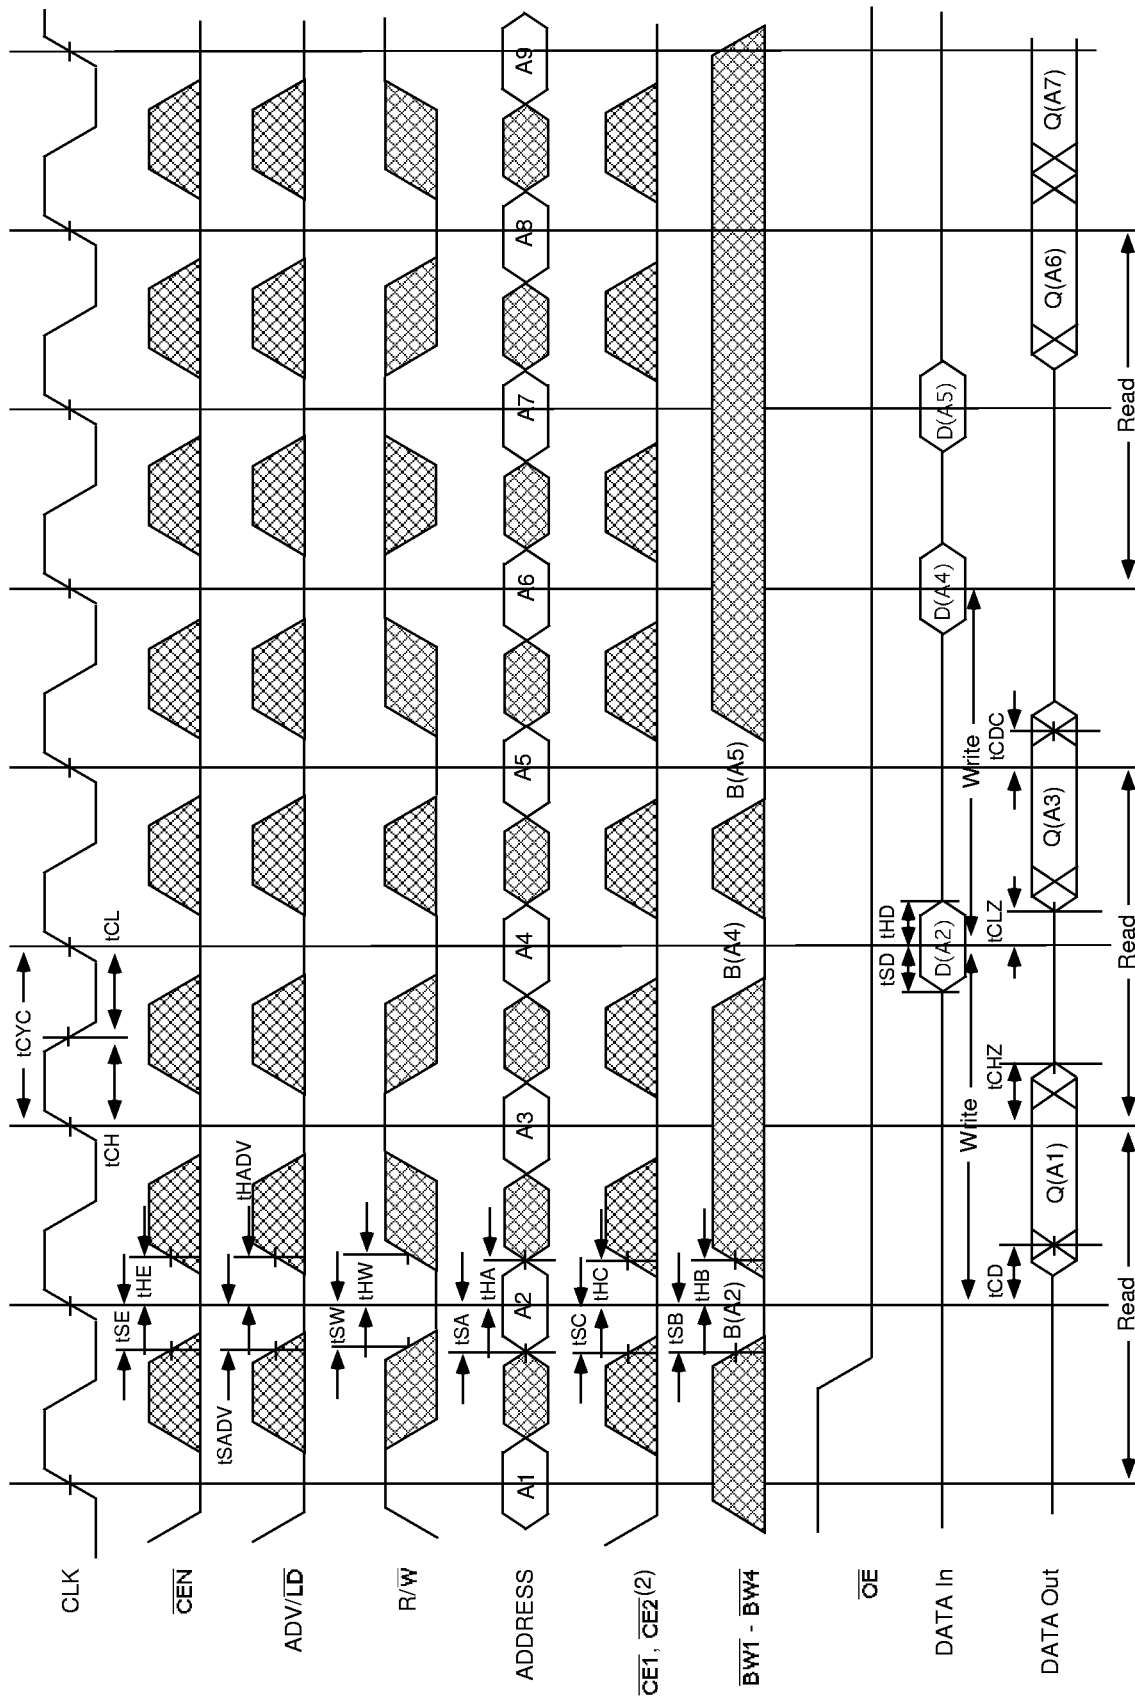 tCYC
CLK
tCH tCL
tSE
tHE
CEN
tSADV tHADV
ADV/LD
tSW
tHW
R/W
tSA
tHA
ADDRESS A1 A2 A3 A4 A5 A6 A7 A8 A9
tSC
tHC
CE1, CE2(2)
tSB
tHB
BW1 - BW4 B(A2) B(A4) B(A5)
OE
tSD tHD
DATA In D(A2) D(A4) D(A5)
Write Write
tCD tCHZ tCLZ tCDC
DATA Out Q(A1) Q(A3) Q(A6) Q(A7)
Read Read Read